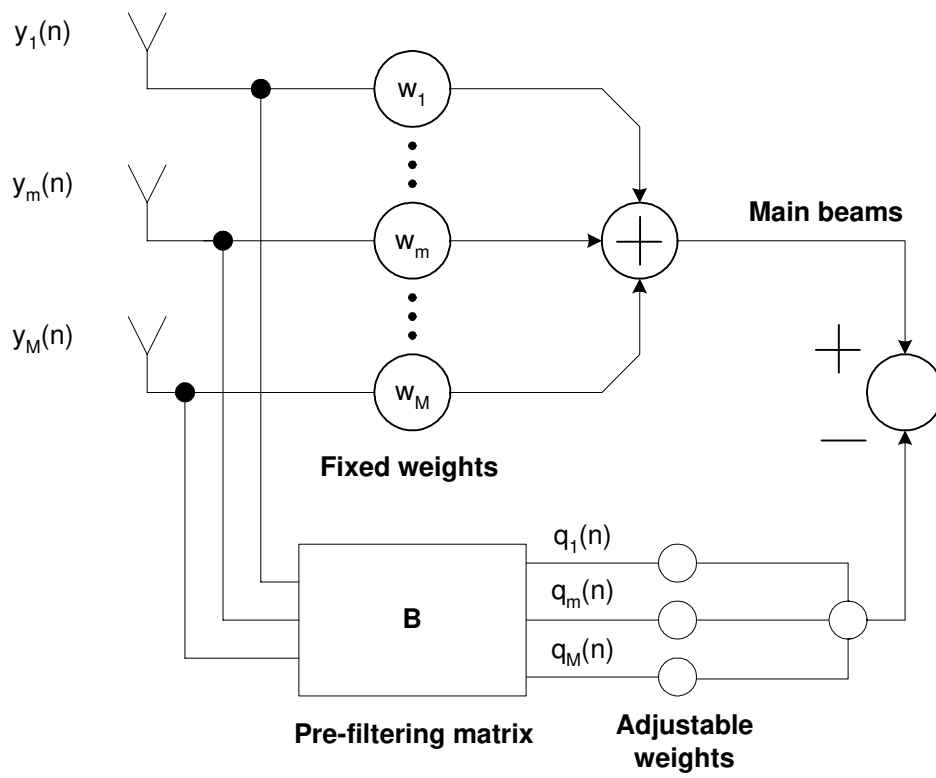 y1(n)
w1
ym(n)
wm
Main beams
+
yM(n)
+
wM
−
Fixed weights
q1(n)
qm(n)
B
qM(n)
Pre-filtering matrix
Adjustable
weights